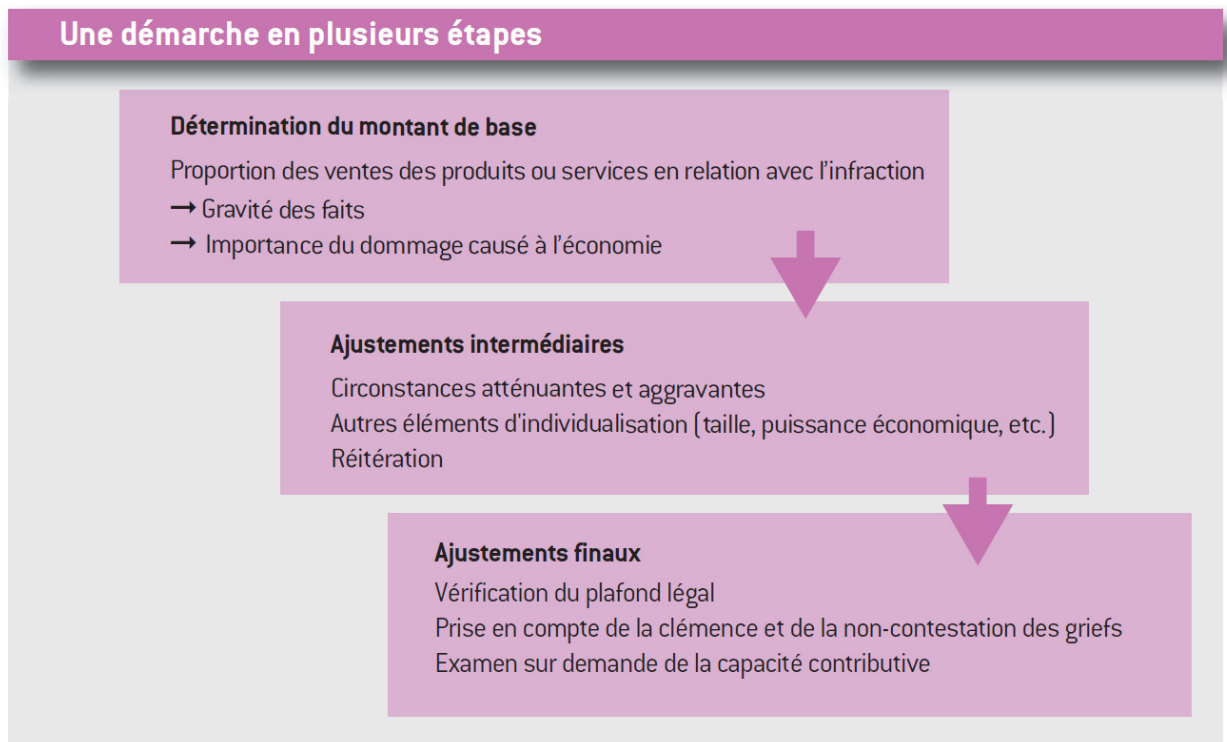 Une démarche en plusieurs étapes
Détermination du montant de base
Proportion des ventes des produits ou services en relation avec l'infraction
→ Gravité des faits
→ Importance du dommage causé à l'économie
Ajustements intermédiaires
Circonstances atténuantes et aggravantes
Autres éléments d'individualisation (taille, puissance économique, etc.)
Réitération
Ajustements finaux
Vérification du plafond légal
Prise en compte de la clémence et de la non-contestation des griefs
Examen sur demande de la capacité contributive